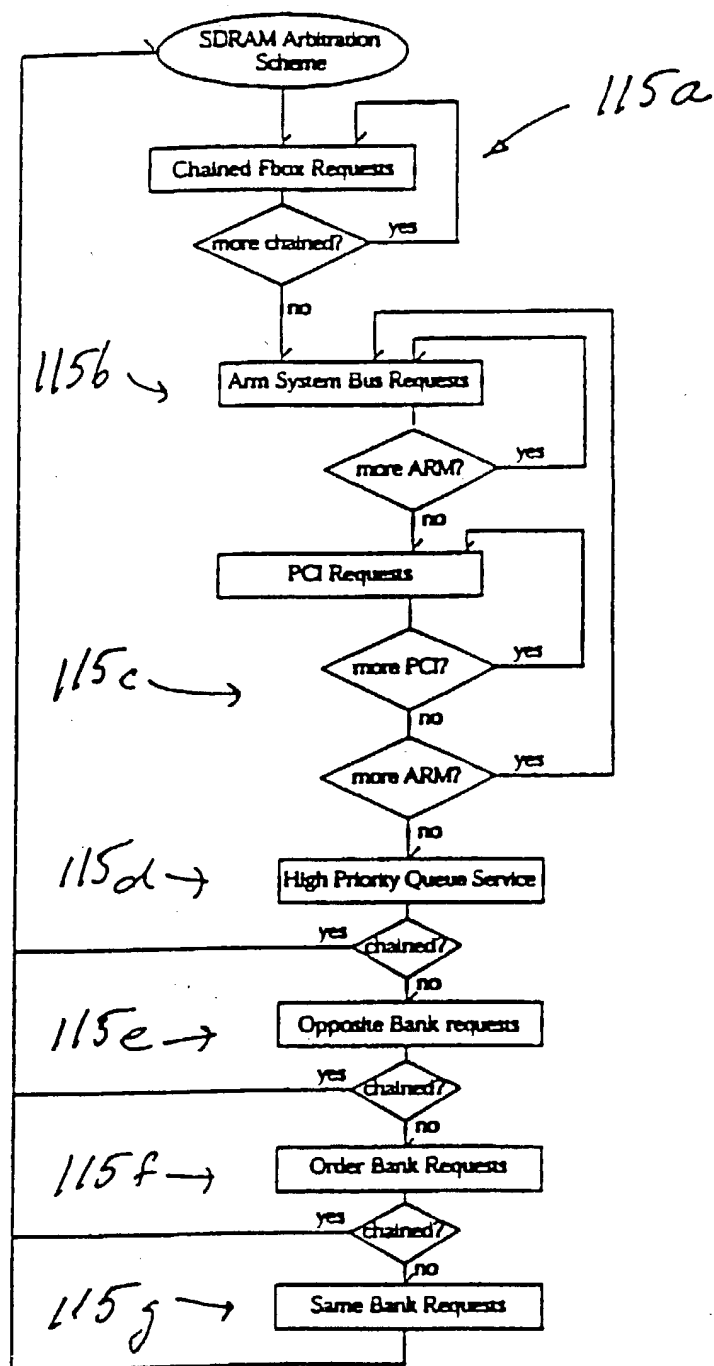 SDRAM Arbitration
Scheme
115a
Chained Fbox Requests
yes
more chained?
no
115b
Arm System Bus Requests
yes
more ARM?
no
PCI Requests
yes
more PCI?
115c
no
yes
more ARM?
no
115d
High Priority Queue Service
yes
chained?
no
115e
Opposite Bank requests
yes
chained?
no
115f
Order Bank Requests
yes
chained?
no
115g
Same Bank Requests